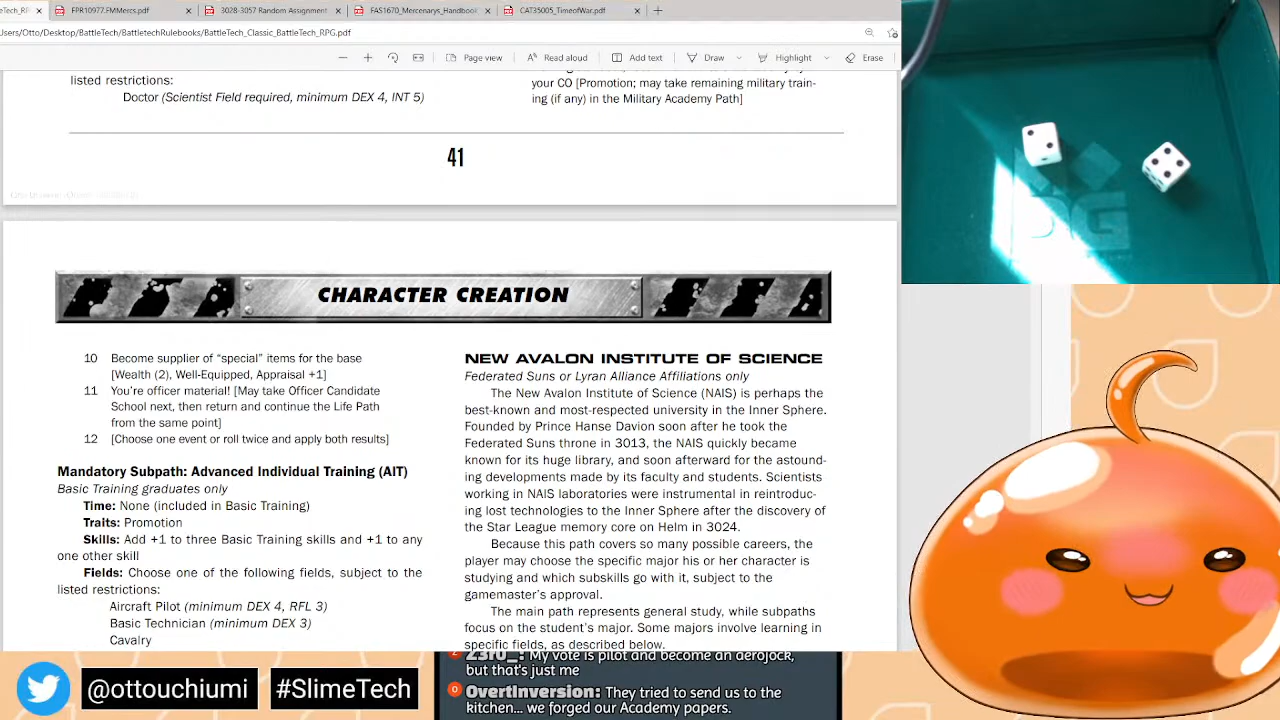 eTech_RP
FPR10977.FMMercs.pdf
3028-3057 Random Assignment
FAS1670_Mercenarys_Handbook
CAT35005_TimeofWar.pdf
sers/Otto/Desktop/BattleTech/BattletechRulebooks/BattleTech_Classic_BattleTech_RPG.pdf
Page view
Read aloud
Add text
Draw
Highlight
Erase
listed restrictions:
Doctor (Scientist Field required, minimum DEX 4, INT 5)
your CO [Promotion; may take remaining military train-
ing (if any) in the Military Academy Path]
41
CHARACTER CREATION
10 Become supplier of “special” items for the base
[Wealth (2), Well-Equipped, Appraisal +1]
11 You’re officer material! [May take Officer Candidate
School next, then return and continue the Life Path
from the same point]
12 [Choose one event or roll twice and apply both results]
Mandatory Subpath: Advanced Individual Training (AIT)
Basic Training graduates only
Time: None (included in Basic Training)
Traits: Promotion
Skills: Add +1 to three Basic Training skills and +1 to any
one other skill
Fields: Choose one of the following fields, subject to the
listed restrictions:
Aircraft Pilot (minimum DEX 4, RFL 3)
Basic Technician (minimum DEX 3)
Cavalry
NEW AVALON INSTITUTE OF SCIENCE
Federated Suns or Lyran Alliance Affiliations only
The New Avalon Institute of Science (NAIS) is perhaps the
best-known and most-respected university in the Inner Sphere.
Founded by Prince Hanse Davion soon after he took the
Federated Suns throne in 3013, the NAIS quickly became
known for its huge library, and soon afterward for the astound-
ing developments made by its faculty and students. Scientists
working in NAIS laboratories were instrumental in reintroduc-
ing lost technologies to the Inner Sphere after the discovery of
the Star League memory core on Helm in 3024.
Because this path covers so many possible careers, the
player may choose the specific major his or her character is
studying and which subskills go with it, subject to the
gamemaster’s approval.
The main path represents general study, while subpaths
focus on the student’s major. Some majors involve learning in
specific fields, as described below.
@ottouchiumi
#SlimeTech
2 Z3r0_: My vote is pilot and become an derojock,
but that's just me
0 OvertInversion: They tried to send us to the
kitchen... we forged our Academy papers.